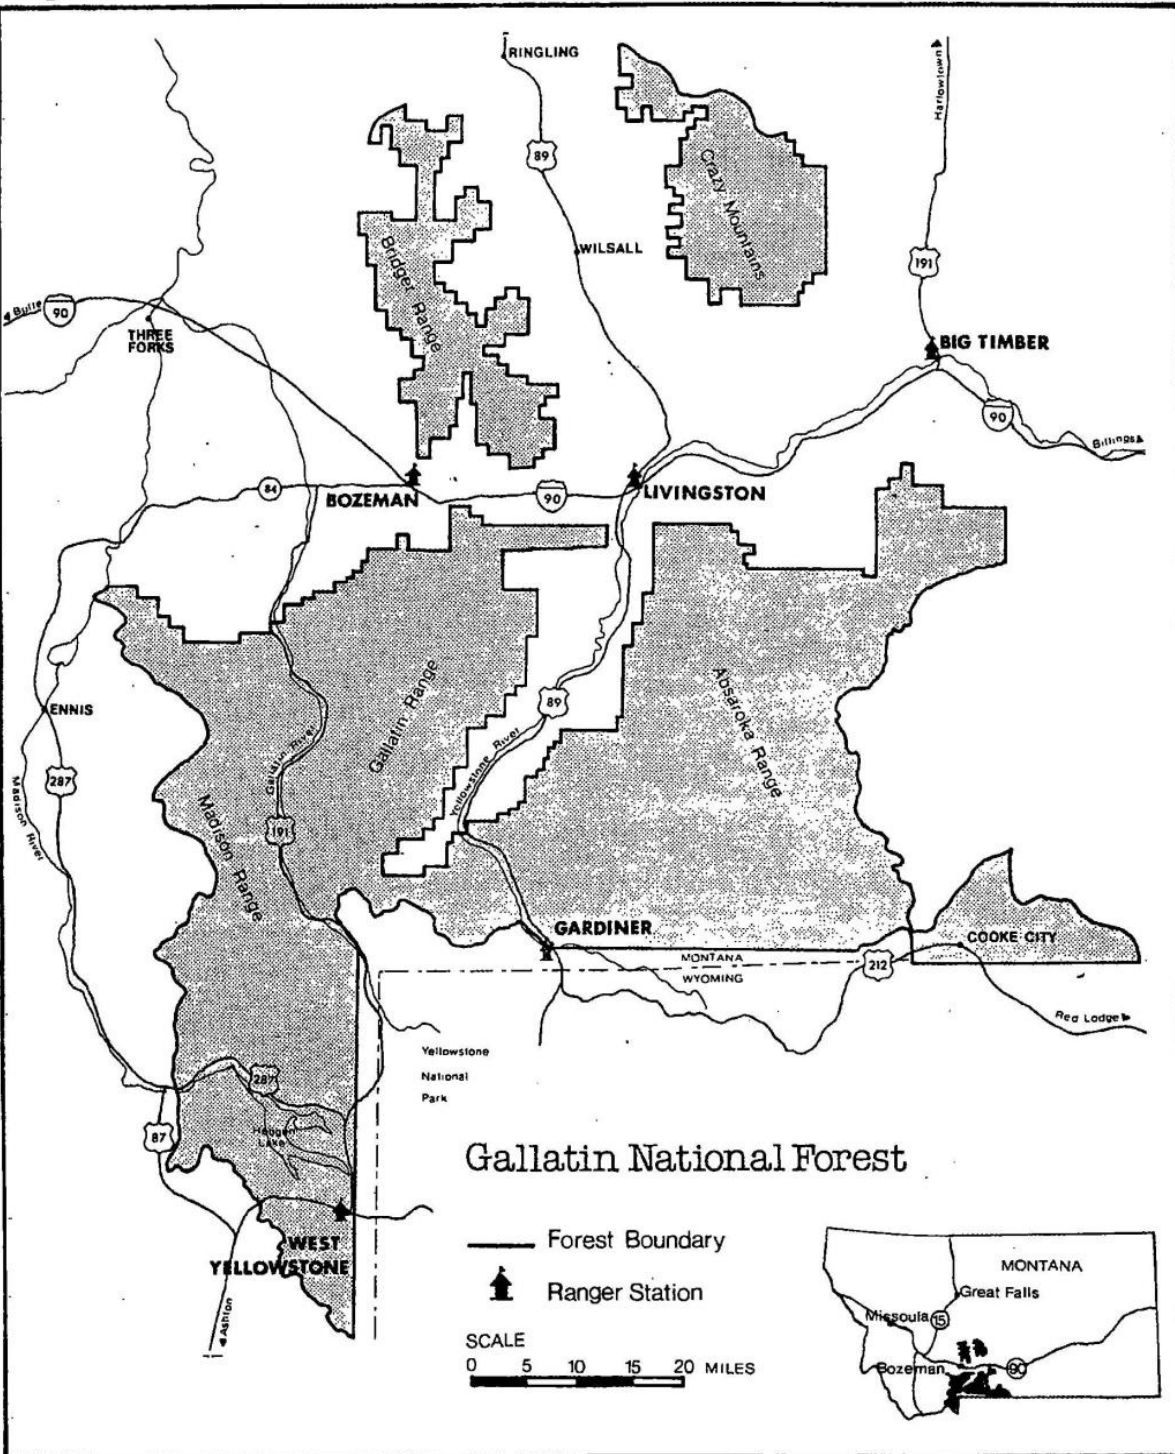 RINGLING
Harlowtown
89
Crazy Mountains
WILSALL
Bridger Range
191
Butte
90
THREE
FORKS
BIG TIMBER
90
Billings
84
BOZEMAN
90
LIVINGSTON
ENNIS
89
Gallatin Range
Absaroka Range
Gallatin River
Yellowstone River
287
Madison River
Madison Range
191
GARDINER
COOKE CITY
MONTANA
WYOMING
212
Red Lodge
Yellowstone
National
Park
287
87
Hebgen
Lake
WEST
YELLOWSTONE
Ashton
Gallatin National Forest
Forest Boundary
Ranger Station
SCALE
0 5 10 15 20 MILES
MONTANA
Great Falls
Missoula
15
Bozeman
90